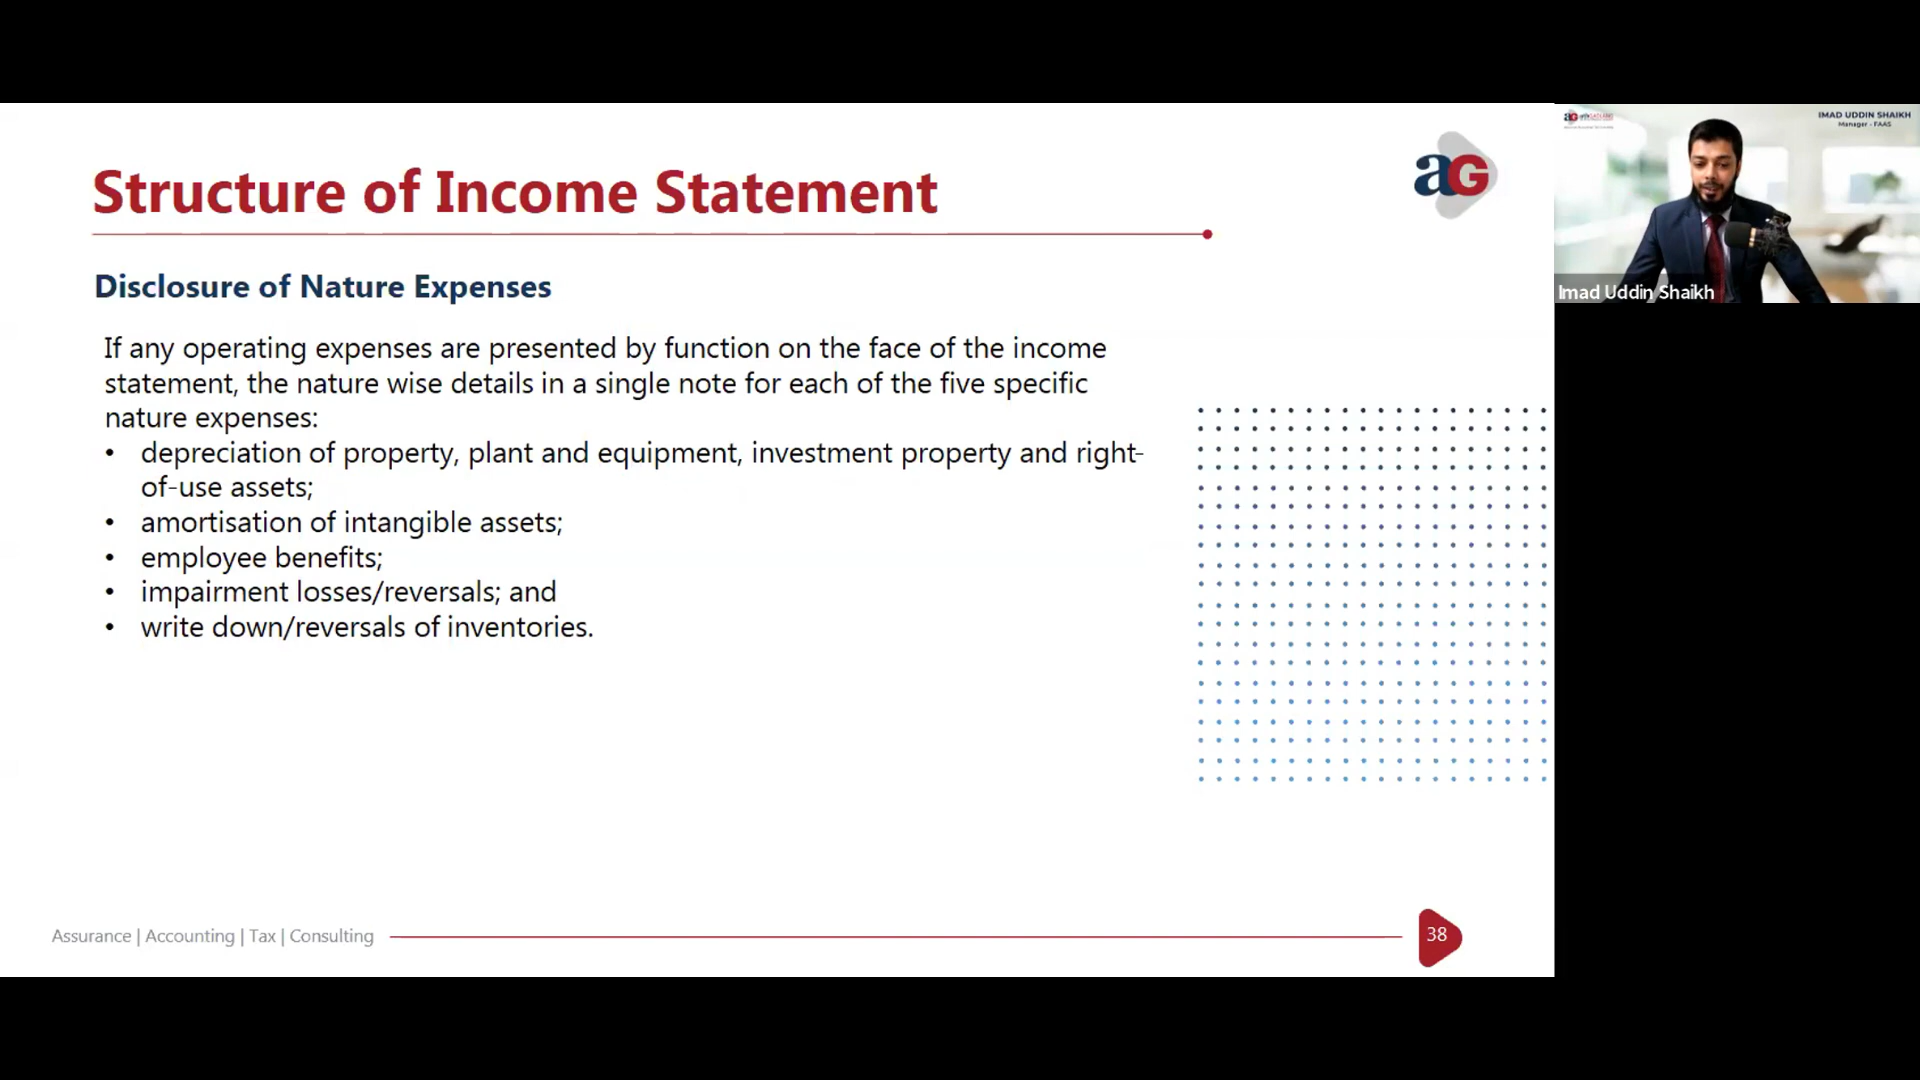 Structure of Income Statement
aG
Disclosure of Nature Expenses
If any operating expenses are presented by function on the face of the income
statement, the nature wise details in a single note for each of the five specific
nature expenses:
• depreciation of property, plant and equipment, investment property and right-
of-use assets;
• amortisation of intangible assets;
• employee benefits;
• impairment losses/reversals; and
• write down/reversals of inventories.
Assurance | Accounting | Tax | Consulting
38
aG
IMAD UDDIN SHAIKH
Manager - FAAS
Imad Uddin Shaikh